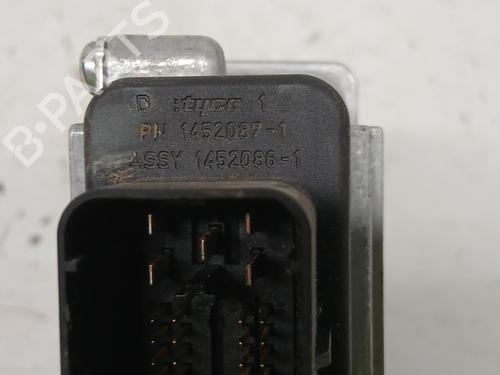 D :tyco 1
PN 1452087-1
ASSY 1452086-1
B-PARTS